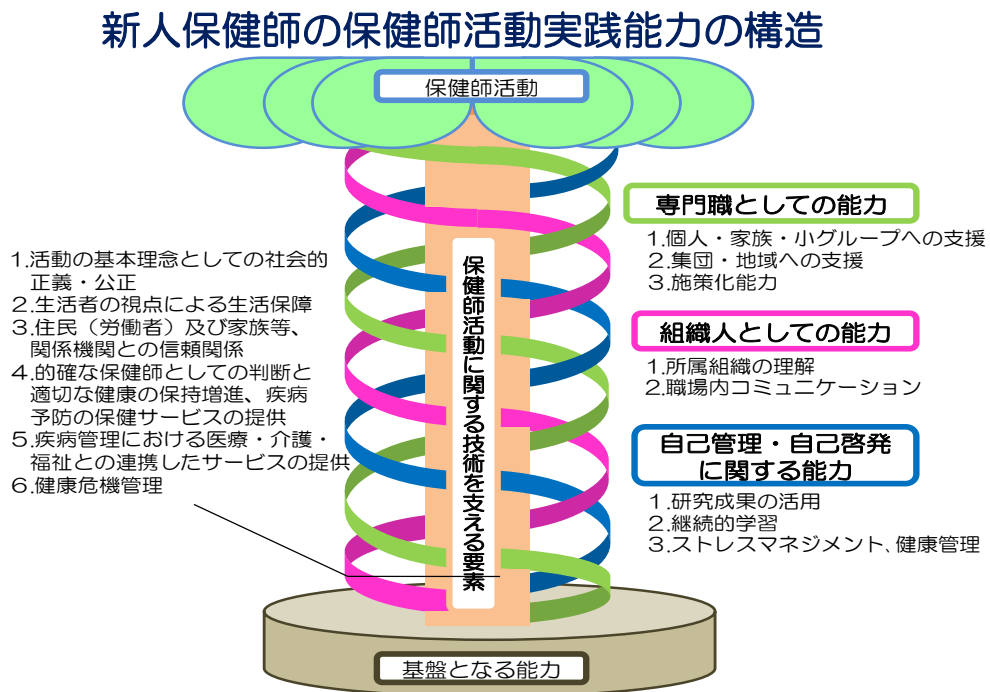 新人保健師の保健師活動実践能力の構造
保健師活動
専門職としての能力
1.個人・家族・小グループへの支援
2.集団・地域への支援
3.施策化能力
組織人としての能力
1.所属組織の理解
2.職場内コミュニケーション
自己管理・自己啓発
に関する能力
1.研究成果の活用
2.継続的学習
3.ストレスマネジメント、健康管理
1.活動の基本理念としての社会的
正義・公正
2.生活者の視点による生活保障
3.住民（労働者）及び家族等、
関係機関との信頼関係
4.的確な保健師としての判断と
適切な健康の保持増進、疾病
予防の保健サービスの提供
5.疾病管理における医療・介護・
福祉との連携したサービスの提供
6.健康危機管理
保健師活動に関する技術を支える要素
基盤となる能力